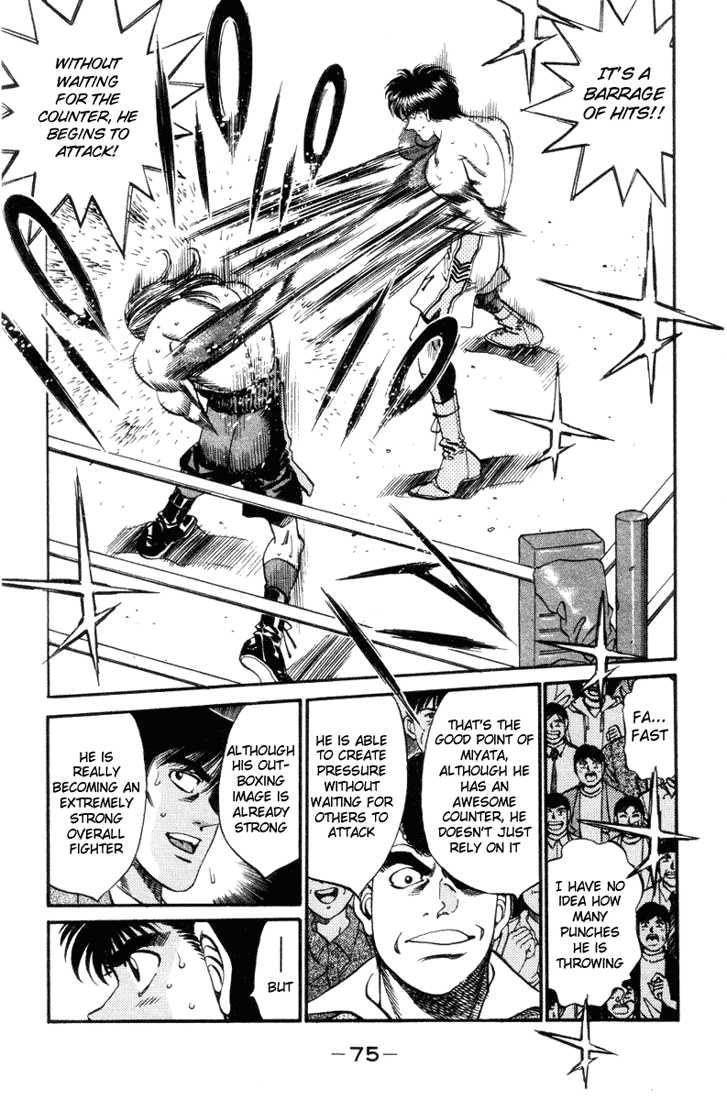 IT'S A
BARRAGE
OF HITS!!
WITHOUT
WAITING
FOR THE
COUNTER, HE
BEGINS TO
ATTACK!
FA...
FAST
I HAVE NO
IDEA HOW
MANY
PUNCHES
HE IS
THROWING
THAT'S THE
GOOD POINT OF
MIYATA,
ALTHOUGH HE
HAS AN
AWESOME
COUNTER, HE
DOESN'T JUST
RELY ON IT
HE IS ABLE
TO CREATE
PRESSURE
WITHOUT
WAITING FOR
OTHERS TO
ATTACK
ALTHOUGH
HIS OUT-
BOXING
IMAGE IS
ALREADY
STRONG
HE IS
REALLY
BECOMING AN
EXTREMELY
STRONG
OVERALL
FIGHTER
BUT
-75-